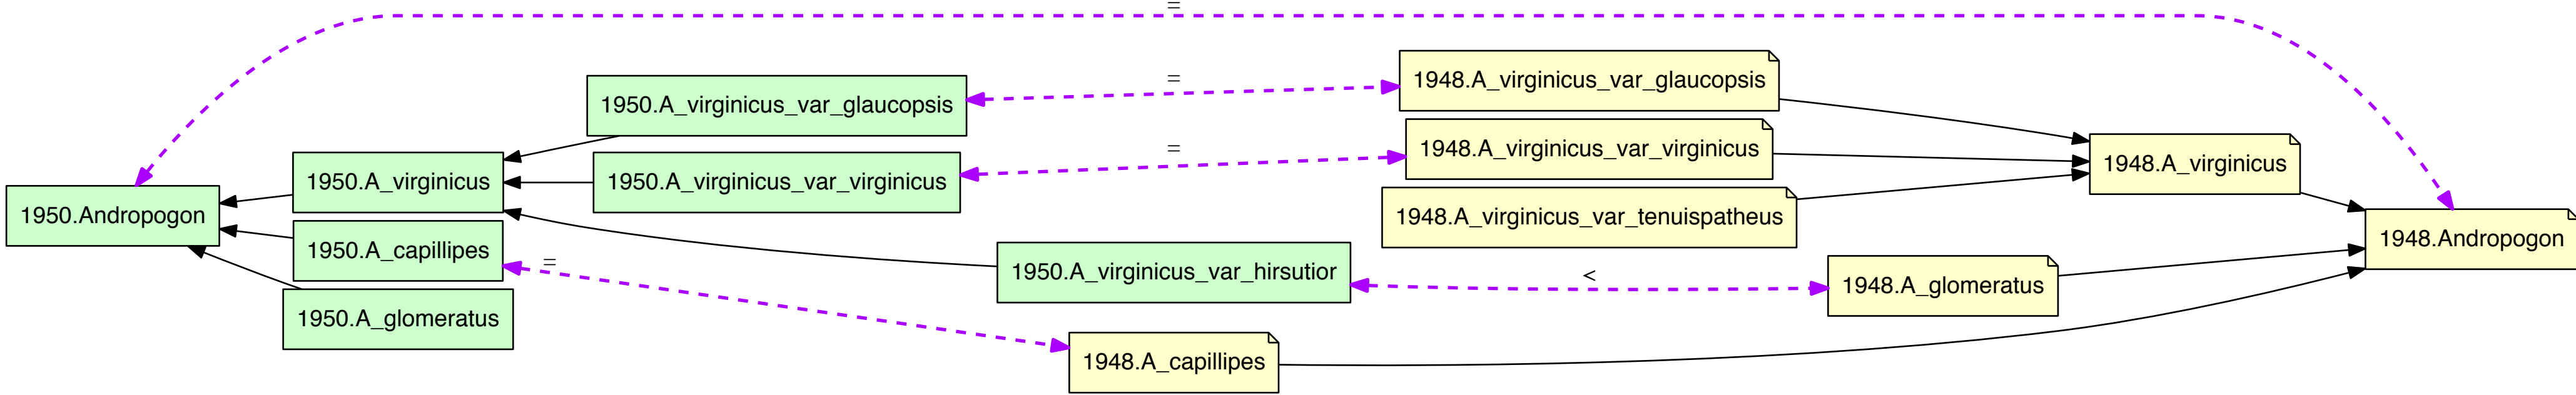 =
1948.A_virginicus_var_glaucopsis
=
1950.A_virginicus_var_glaucopsis
1948.A_virginicus_var_virginicus
=
1948.A_virginicus
1950.A_virginicus
1950.A_virginicus_var_virginicus
1948.A_virginicus_var_tenuispatheus
1950.Andropogon
1948.Andropogon
1950.A_capillipes
=
1950.A_virginicus_var_hirsutior
<
1948.A_glomeratus
1950.A_glomeratus
1948.A_capillipes